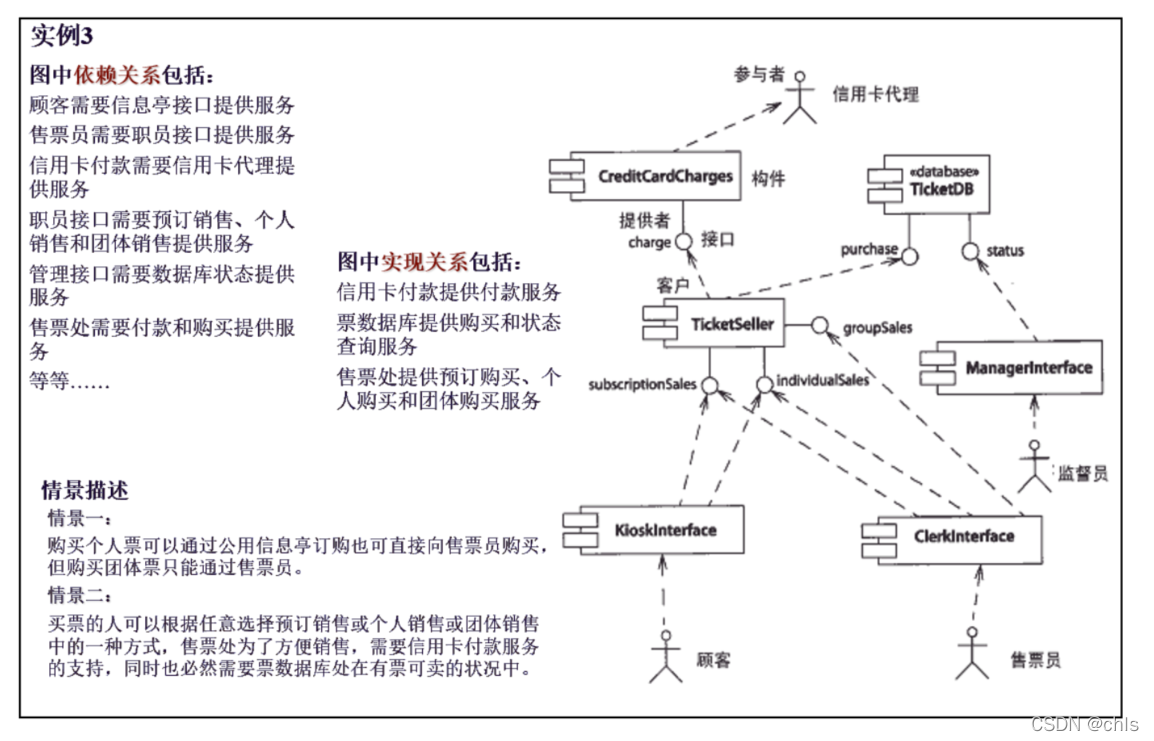 实例3
图中依赖关系包括：
顾客需要信息亭接口提供服务
售票员需要职员接口提供服务
信用卡付款需要信用卡代理提
供服务
职员接口需要预订销售、个人
销售和团体销售提供服务
管理接口需要数据库状态提供
服务
售票处需要付款和购买提供服
务
等等……
图中实现关系包括：
信用卡付款提供付款服务
票数据库提供购买和状态
查询服务
售票处提供预订购买、个
人购买和团体购买服务
情景描述
情景一：
购买个人票可以通过公用信息亭订购也可直接向售票员购买，
但购买团体票只能通过售票员。
情景二：
买票的人可以根据任意选择预订销售或个人销售或团体销售
中的一种方式，售票处为了方便销售，需要信用卡付款服务
的支持，同时也必然需要票数据库处在有票可卖的状况中。
参与者
信用卡代理
CreditCardCharges
构件
«database»
TicketDB
提供者
charge
接口
purchase
status
客户
TicketSeller
groupSales
subscriptionSales
individualSales
ManagerInterface
监督员
KioskInterface
ClerkInterface
顾客
售票员
CSDN @chls